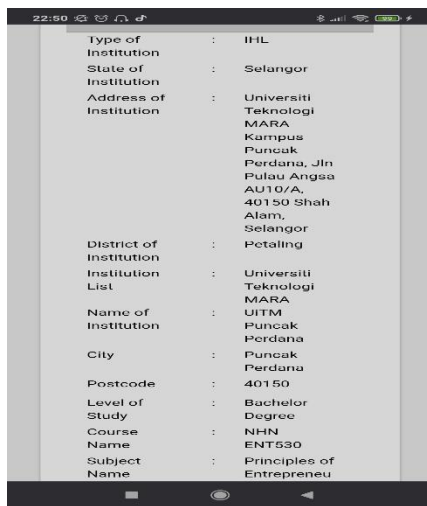 22:50
99
Type of : IHL
Institution
State of : Selangor
Institution
Address of : Universiti
Institution Teknologi
MARA
Kampus
Puncak
Perdana, Jln
Pulau Angsa
AU10/A,
40150 Shah
Alam,
Selangor
District of : Petaling
Institution
Institution : Universiti
List Teknologi
MARA
Name of : UITM
Institution Puncak
Perdana
City : Puncak
Perdana
Postcode : 40150
Level of : Bachelor
Study Degree
Course : NHN
Name ENT530
Subject : Principles of
Name Entrepreneu